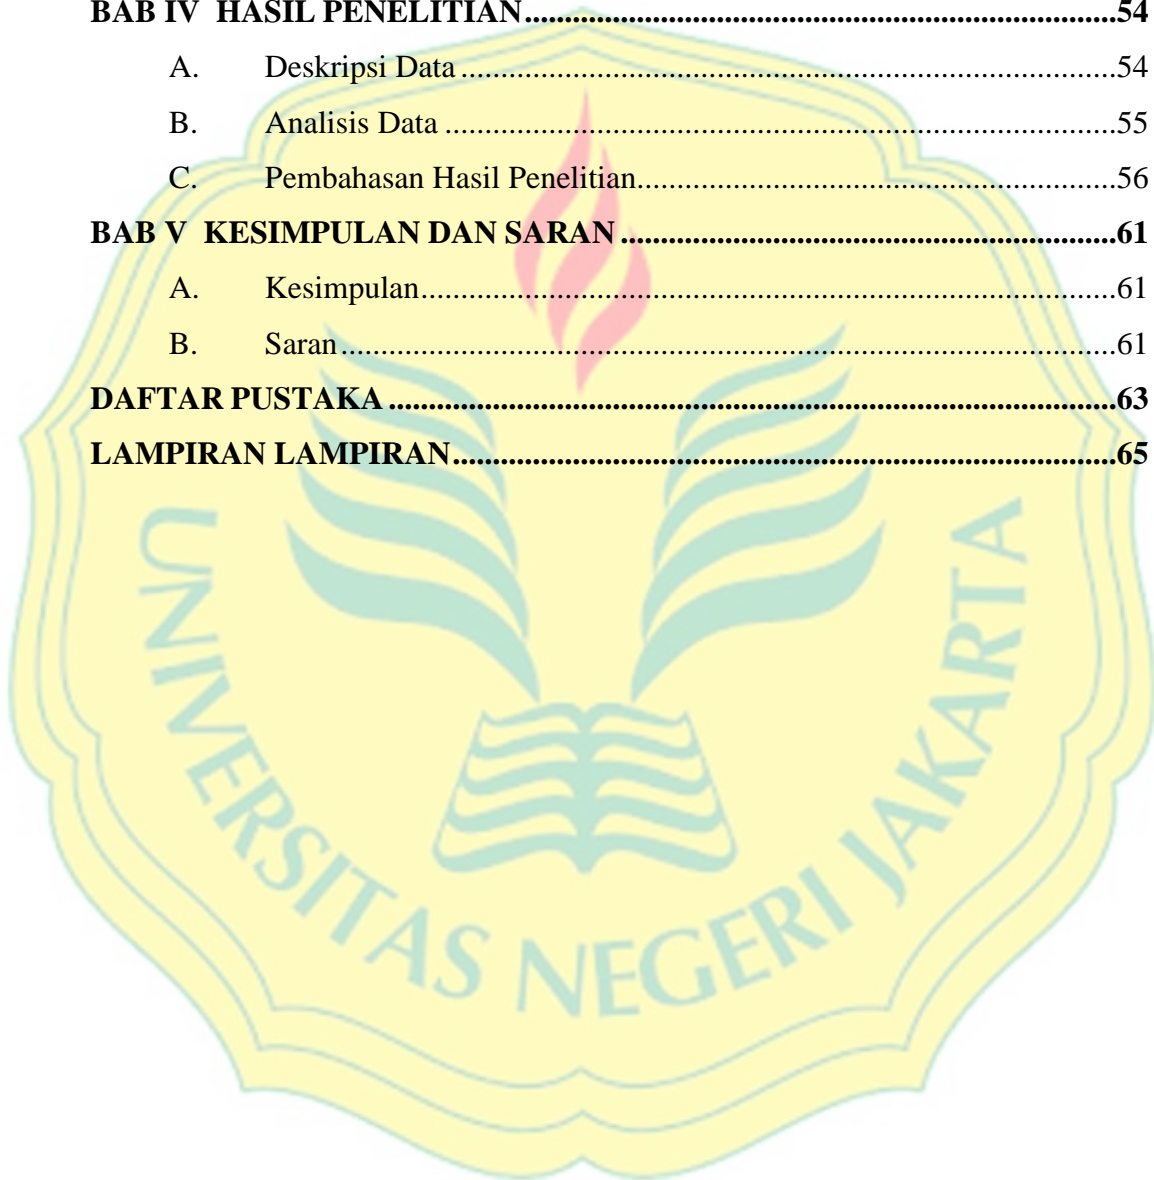 BAB IV  HASIL PENELITIAN........................................................................54
A. Deskripsi Data................................................................................54
B. Analisis Data..................................................................................55
C. Pembahasan Hasil Penelitian..........................................................56
BAB V  KESIMPULAN DAN SARAN............................................................61
A. Kesimpulan.....................................................................................61
B. Saran...............................................................................................61
DAFTAR PUSTAKA.........................................................................................63
LAMPIRAN LAMPIRAN.................................................................................65
UNIVERSITAS NEGERI JAKARTA